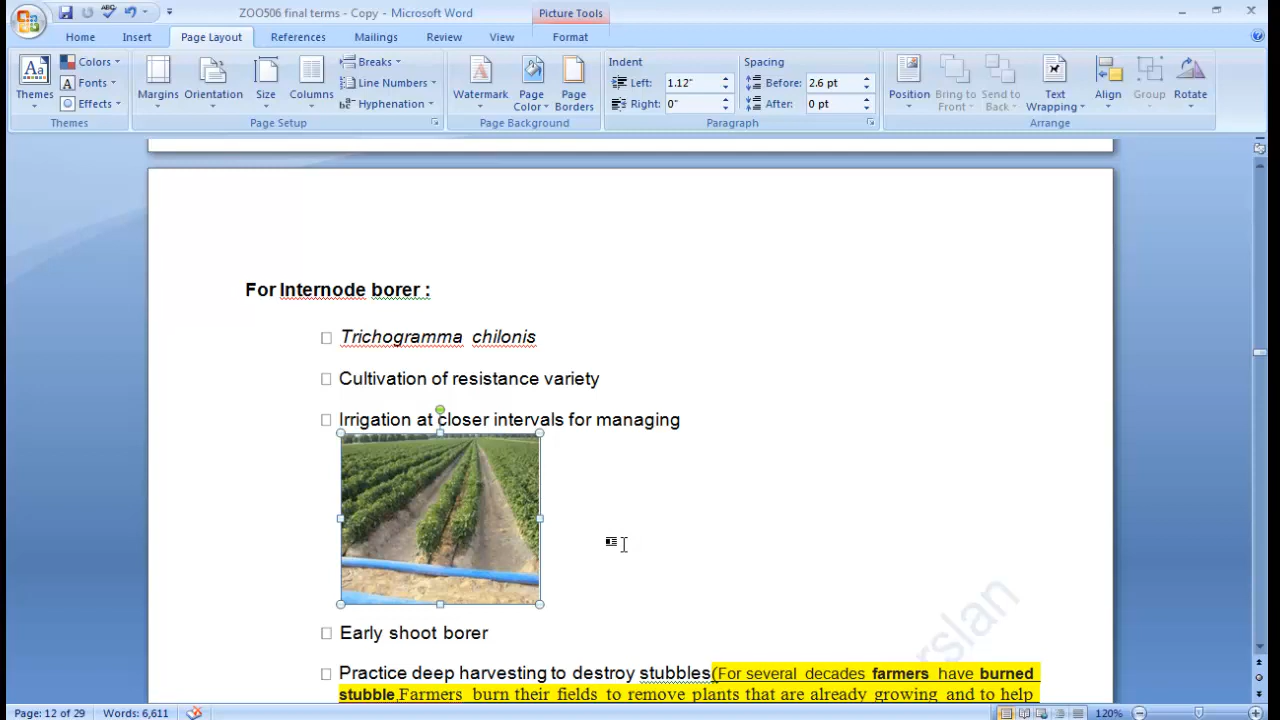 ZOO506 final terms - Copy - Microsoft Word
Picture Tools
Home Insert Page Layout References Mailings Review View Format
Themes Colors Fonts Effects
Margins Orientation Size Columns Breaks Line Numbers Hyphenation
Watermark Page Color Page Borders
Indent Left: 1.12" Right: 0"
Spacing Before: 2.6 pt After: 0 pt
Position Bring to Front Send to Back Text Wrapping Align Group Rotate
Themes Page Setup Page Background Paragraph Arrange
For Internode borer :
Trichogramma chilonis
Cultivation of resistance variety
Irrigation at closer intervals for managing
Early shoot borer
Practice deep harvesting to destroy stubbles(For several decades farmers have burned
stubble,Farmers burn their fields to remove plants that are already growing and to help
rslan
Page: 12 of 29 Words: 6,611 120%